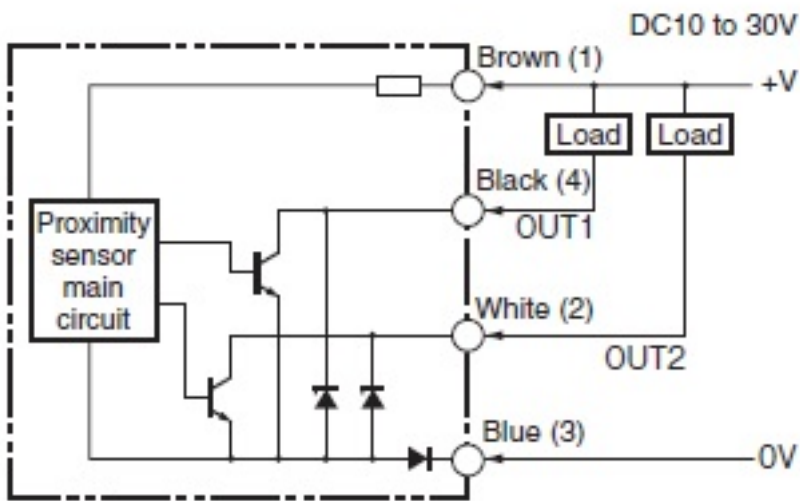 DC10 to 30V
Brown (1)
+V
Load
Load
Black (4)
OUT1
Proximity
sensor
main
circuit
White (2)
OUT2
Blue (3)
0V